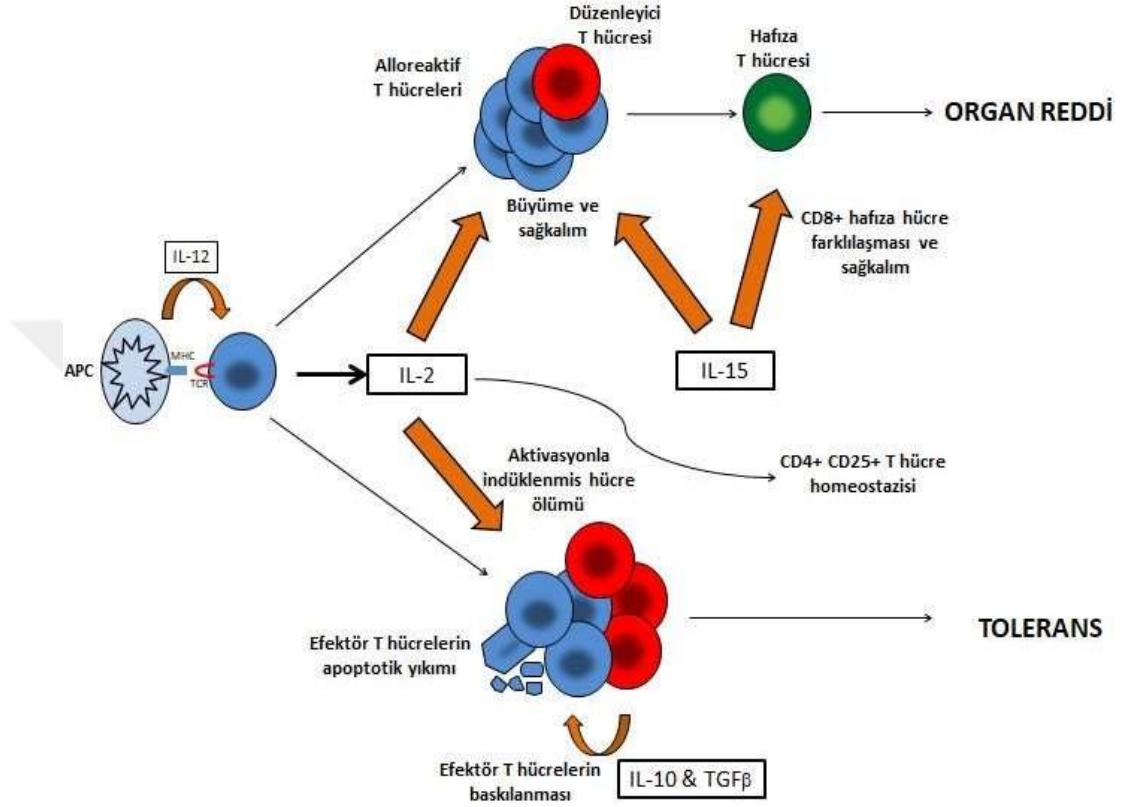 Düzenleyici
T hücresi
Hafıza
T hücresi
Alloreaktif
T hücreleri
ORGAN REDDİ
Büyüme ve
sağkalım
CD8+ hafıza hücre
farklılaşması ve
sağkalım
IL-12
MHC
APC
TCR
IL-2
IL-15
Aktivasyonla
indüklenmis hücre
ölümü
CD4+ CD25+ T hücre
homeostazisi
TOLERANS
Efektör T hücrelerin
apoptotik yıkımı
Efektör T hücrelerin
baskılanması
IL-10 & TGFβ